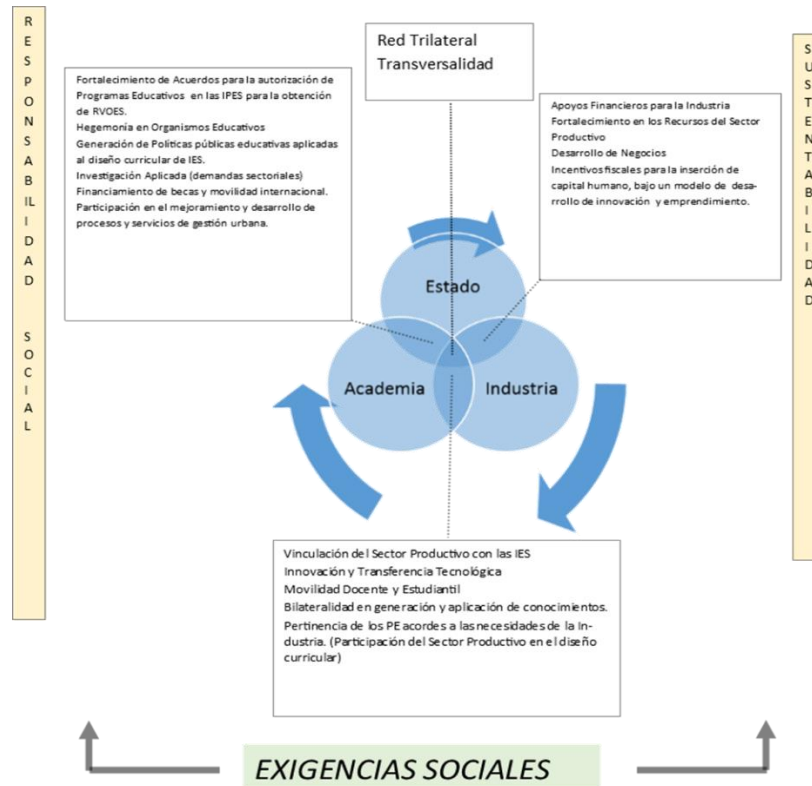 RESPONSABILIDAD SOCIAL
Red Trilateral
Transversalidad
Fortalecimiento de Acuerdos para la autorización de
Programas Educativos en las IPES para la obtención
de RVOES.
Hegemonía en Organismos Educativos
Generación de Políticas públicas educativas aplicadas
al diseño curricular de IES.
Investigación Aplicada (demandas sectoriales)
Financiamiento de becas y movilidad internacional.
Participación en el mejoramiento y desarrollo de
procesos y servicios de gestión urbana.
Apoyos Financieros para la Industria
Fortalecimiento en los Recursos del Sector
Productivo
Desarrollo de Negocios
Incentivos fiscales para la inserción de
capital humano, bajo un modelo de desa-
rrollo de innovación y emprendimiento.
SUSTENTABILIDAD
Estado
Academia
Industria
Vinculación del Sector Productivo con las IES
Innovación y Transferencia Tecnológica
Movilidad Docente y Estudiantil
Bilateralidad en generación y aplicación de conocimientos.
Pertinencia de los PE acordes a las necesidades de la In-
dustria. (Participación del Sector Productivo en el diseño
curricular)
EXIGENCIAS SOCIALES